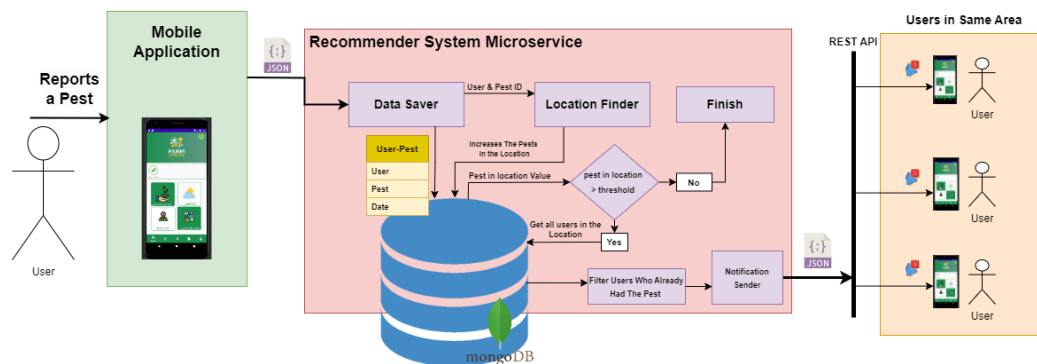 Reports
a Pest
User
Mobile
Application
FARM
{:}
JSON
Recommender System Microservice
Data Saver
User & Pest ID
Location Finder
Finish
User-Pest
User
Pest
Date
Increases The Pests
in the Location
Pest in location Value
pest in location
> threshold
No
Yes
Get all users in the
Location
Filter Users Who Already
Had The Pest
Notification
Sender
mongoDB
{:}
JSON
REST API
Users in Same Area
User
User
User